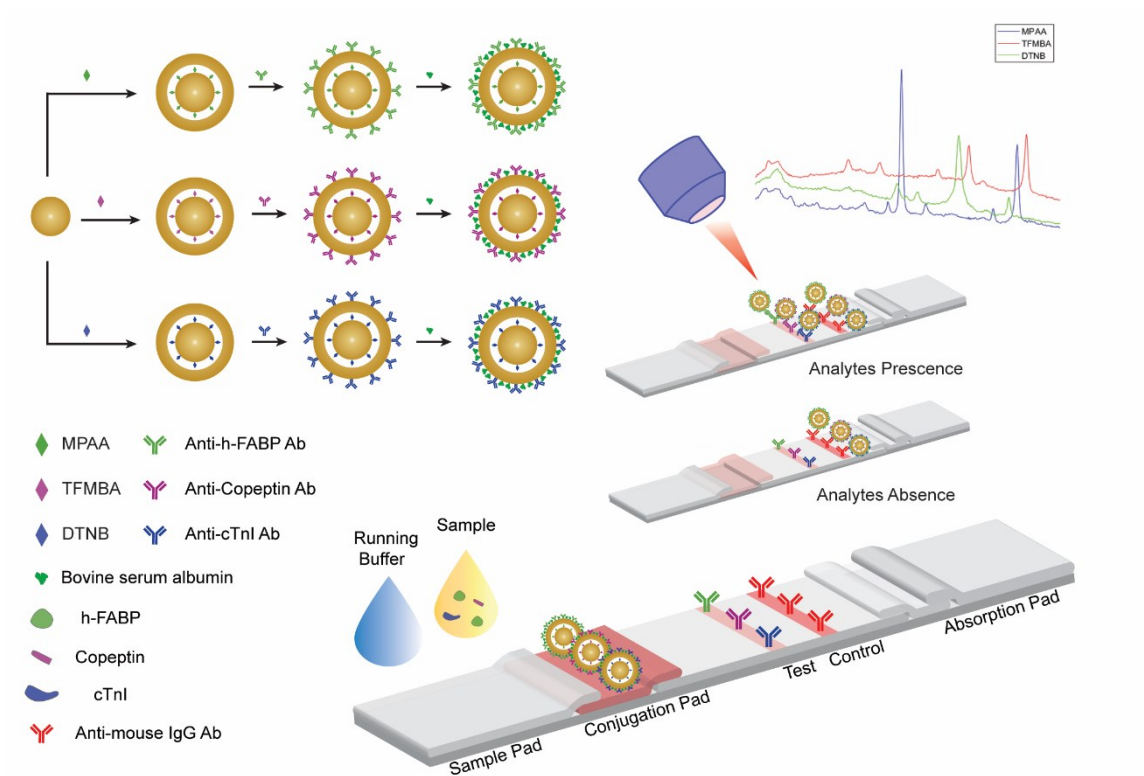 MPAA
TFMBA
DTNB
Analytes Prescence
MPAA
Anti-h-FABP Ab
TFMBA
Anti-Copeptin Ab
DTNB
Anti-cTnI Ab
Bovine serum albumin
h-FABP
Copeptin
cTnI
Anti-mouse IgG Ab
Analytes Absence
Running
Buffer
Sample
Sample Pad
Conjugation Pad
Test
Control
Absorption Pad